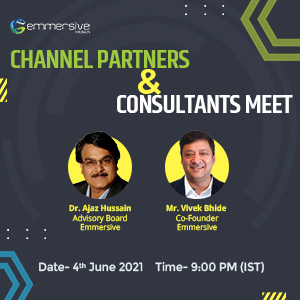 emmersive
INFOTECH
CHANNEL PARTNERS
&
CONSULTANTS MEET
Dr. Ajaz Hussain
Advisory Board
Emmersive
Mr. Vivek Bhide
Co-Founder
Emmersive
Date- 4th June 2021 Time- 9:00 PM (IST)